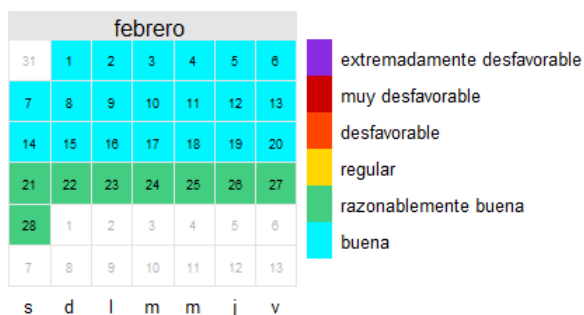 febrero
31 1 2 3 4 5 6
7 8 9 10 11 12 13
14 15 16 17 18 19 20
21 22 23 24 25 26 27
28 1 2 3 4 5 6
7 8 9 10 11 12 13
s d l m m j v
extremadamente desfavorable
muy desfavorable
desfavorable
regular
razonablemente buena
buena